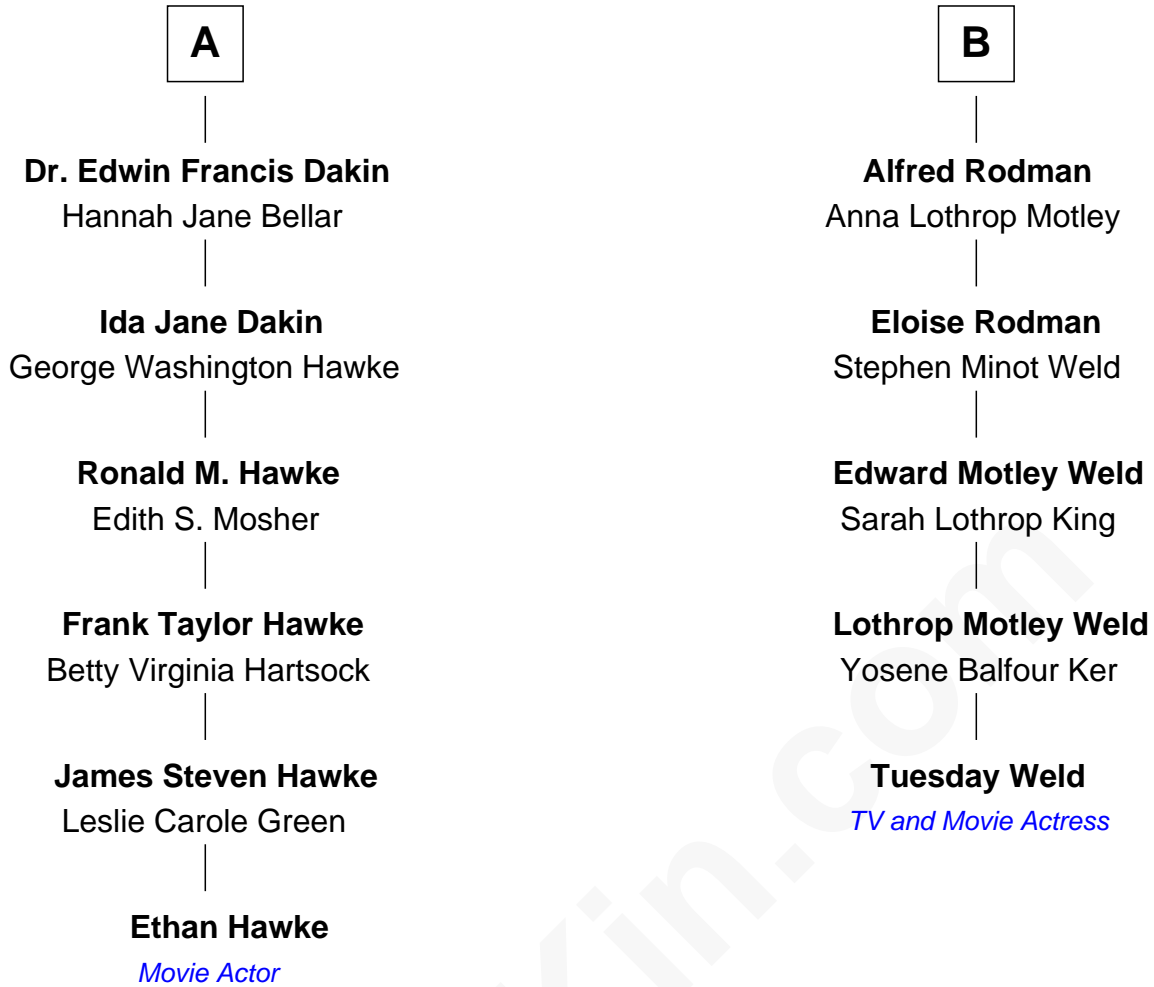 A
Dr. Edwin Francis Dakin
Hannah Jane Bellar
Ida Jane Dakin
George Washington Hawke
Ronald M. Hawke
Edith S. Mosher
Frank Taylor Hawke
Betty Virginia Hartsock
James Steven Hawke
Leslie Carole Green
Ethan Hawke
Movie Actor
B
Alfred Rodman
Anna Lothrop Motley
Eloise Rodman
Stephen Minot Weld
Edward Motley Weld
Sarah Lothrop King
Lothrop Motley Weld
Yosene Balfour Ker
Tuesday Weld
TV and Movie Actress